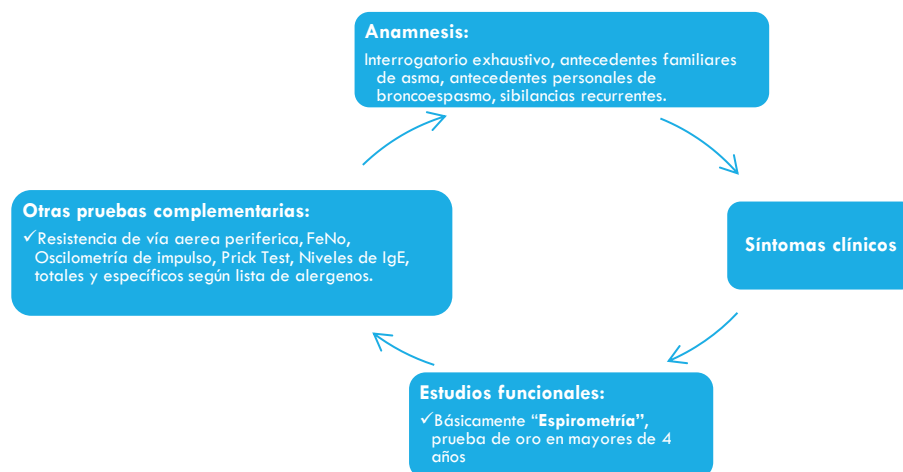 Anamnesis:
Interrogatorio exhaustivo, antecedentes familiares
de asma, antecedentes personales de
broncoespasmo, sibilancias recurrentes.
Síntomas clínicos
Estudios funcionales:
✓Básicamente “Espirometría”,
prueba de oro en mayores de 4
años
Otras pruebas complementarias:
✓Resistencia de vía aerea periferica, FeNo,
Oscilometría de impulso, Prick Test, Niveles de IgE,
totales y específicos según lista de alergenos.